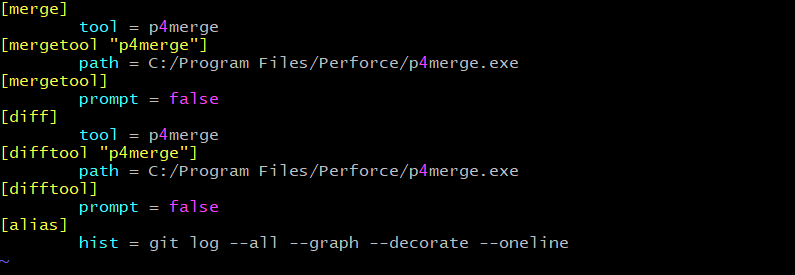 [merge]
        tool = p4merge
[mergetool "p4merge"]
        path = C:/Program Files/Perforce/p4merge.exe
[mergetool]
        prompt = false
[diff]
        tool = p4merge
[difftool "p4merge"]
        path = C:/Program Files/Perforce/p4merge.exe
[difftool]
        prompt = false
[alias]
        hist = git log --all --graph --decorate --oneline
~